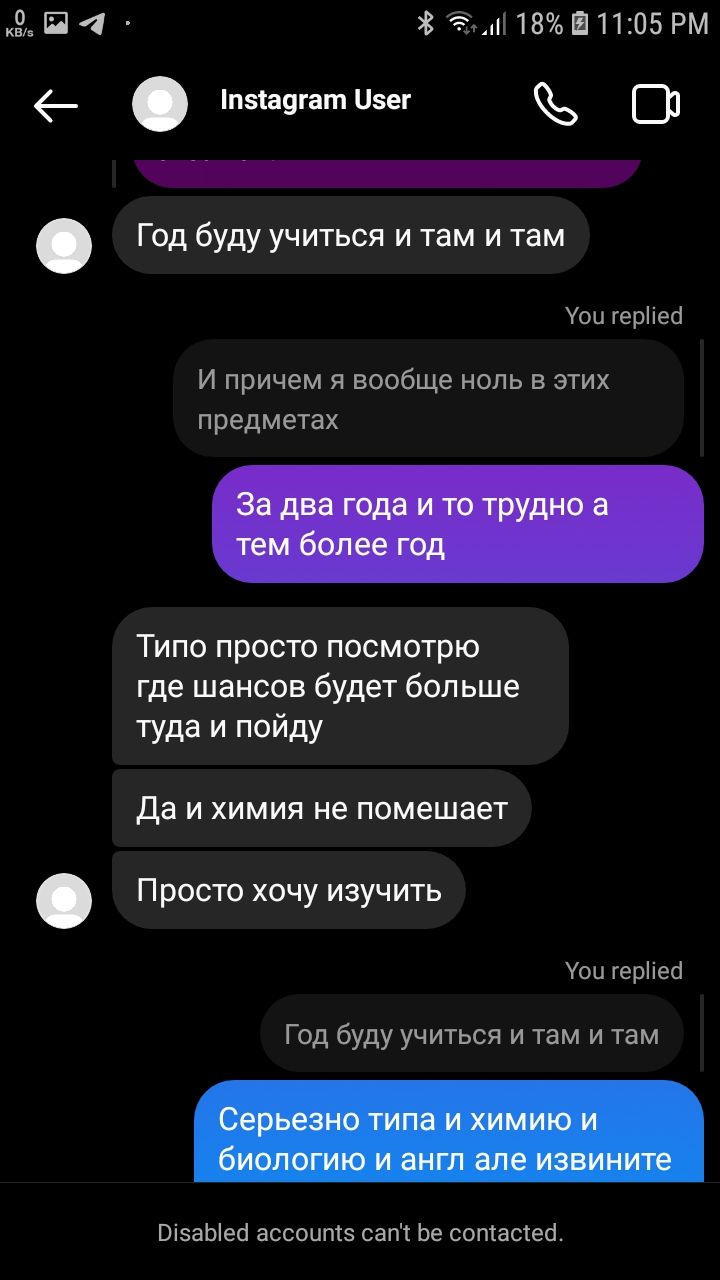 0
KB/s
18%
11:05 PM
Instagram User
Год буду учиться и там и там
You replied
И причем я вообще ноль в этих
предметах
За два года и то трудно а
тем более год
Типо просто посмотрю
где шансов будет больше
туда и пойду
Да и химия не помешает
Просто хочу изучить
You replied
Год буду учиться и там и там
Серьезно типа и химию и
биологию и англ але извините
Disabled accounts can't be contacted.